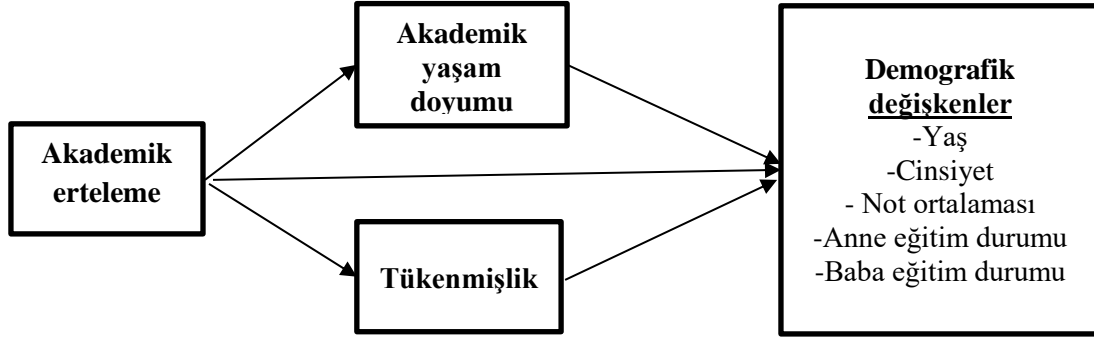 Akademik
erteleme
Akademik
yaşam
doyumu
Tükenmişlik
Demografik
değişkenler
-Yaş
-Cinsiyet
- Not ortalaması
-Anne eğitim durumu
-Baba eğitim durumu